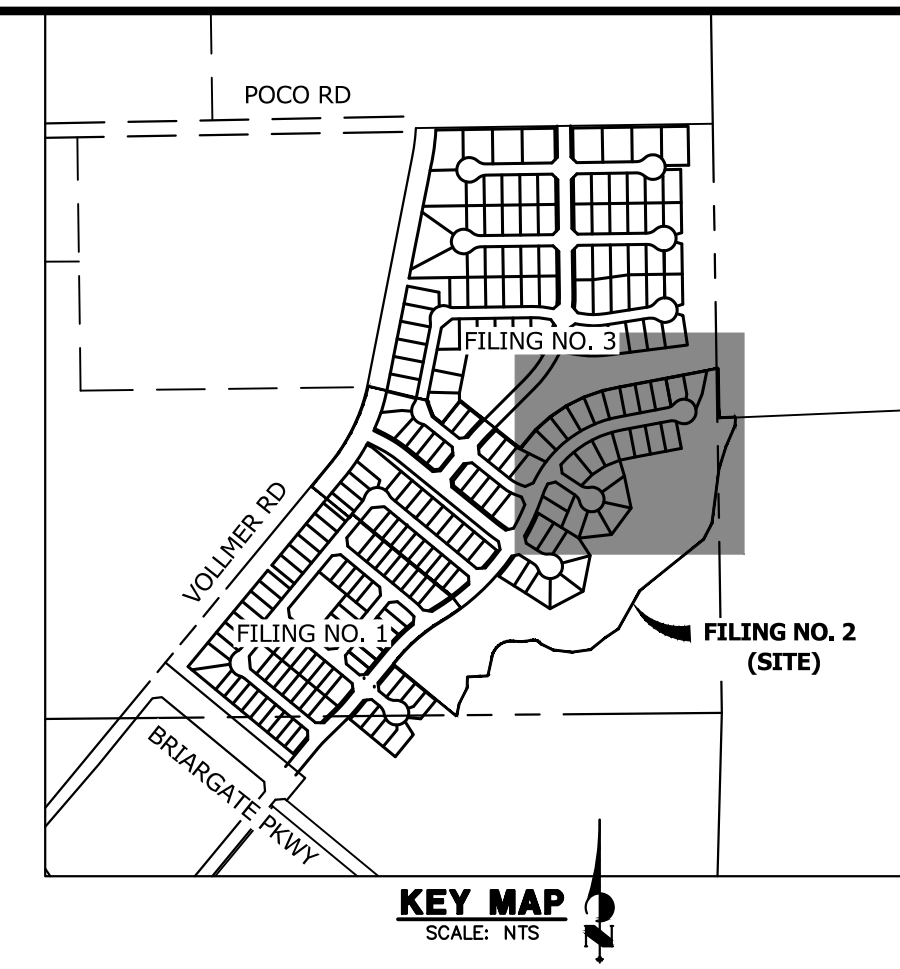 POCO RD
FILING NO. 3
VOLLMER RD
FILING NO. 1
FILING NO. 2
(SITE)
BRIARGATE PKWY
KEY MAP
SCALE: NTS
N